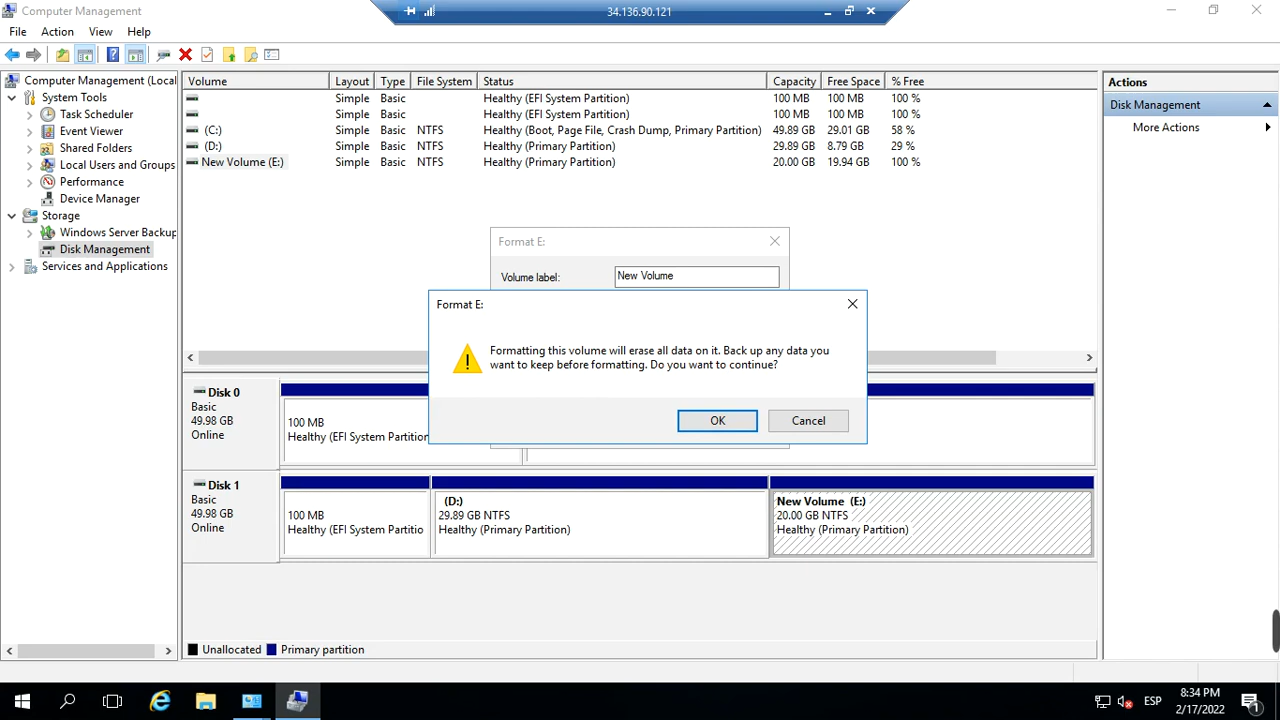 Computer Management
34.136.90.121
File Action View Help
Computer Management (Local
System Tools
Task Scheduler
Event Viewer
Shared Folders
Local Users and Groups
Performance
Device Manager
Storage
Windows Server Backup
Disk Management
Services and Applications
Volume Layout Type File System Status Capacity Free Space % Free
Simple Basic Healthy (EFI System Partition) 100 MB 100 MB 100 %
Simple Basic Healthy (EFI System Partition) 100 MB 100 MB 100 %
(C:) Simple Basic NTFS Healthy (Boot, Page File, Crash Dump, Primary Partition) 49.89 GB 29.01 GB 58 %
(D:) Simple Basic NTFS Healthy (Primary Partition) 29.89 GB 8.79 GB 29 %
New Volume (E:) Simple Basic NTFS Healthy (Primary Partition) 20.00 GB 19.94 GB 100 %
Actions
Disk Management
More Actions
Format E:
Volume label: New Volume
Format E:
Formatting this volume will erase all data on it. Back up any data you
want to keep before formatting. Do you want to continue?
OK Cancel
Disk 0
Basic
49.98 GB
Online
100 MB
Healthy (EFI System Partition
Disk 1
Basic
49.98 GB
Online
100 MB
Healthy (EFI System Partitio
(D:)
29.89 GB NTFS
Healthy (Primary Partition)
New Volume (E:)
20.00 GB NTFS
Healthy (Primary Partition)
Unallocated Primary partition
ESP
8:34 PM
2/17/2022
1